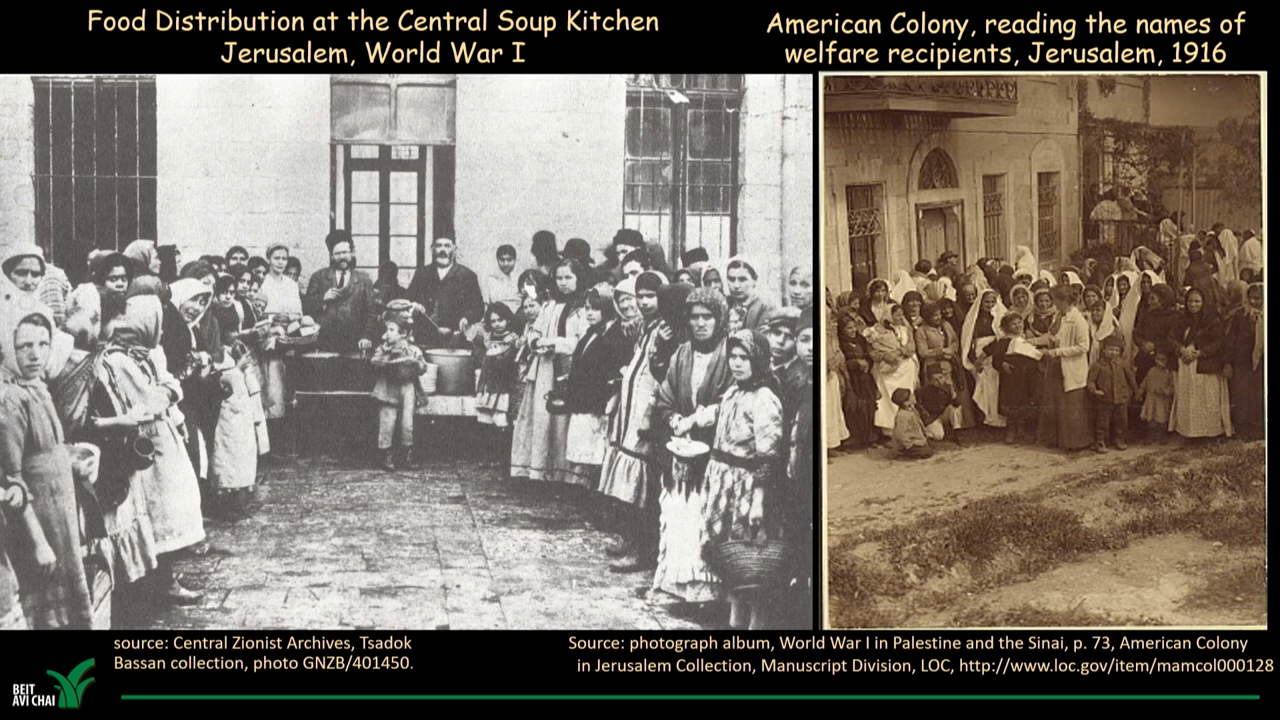 Food Distribution at the Central Soup Kitchen
Jerusalem, World War I
American Colony, reading the names of
welfare recipients, Jerusalem, 1916
source: Central Zionist Archives, Tsadok
Bassan collection, photo GNZB/401450.
Source: photograph album, World War I in Palestine and the Sinai, p. 73, American Colony
in Jerusalem Collection, Manuscript Division, LOC, http://www.loc.gov/item/mamcol000128
BEIT
AVI CHAI